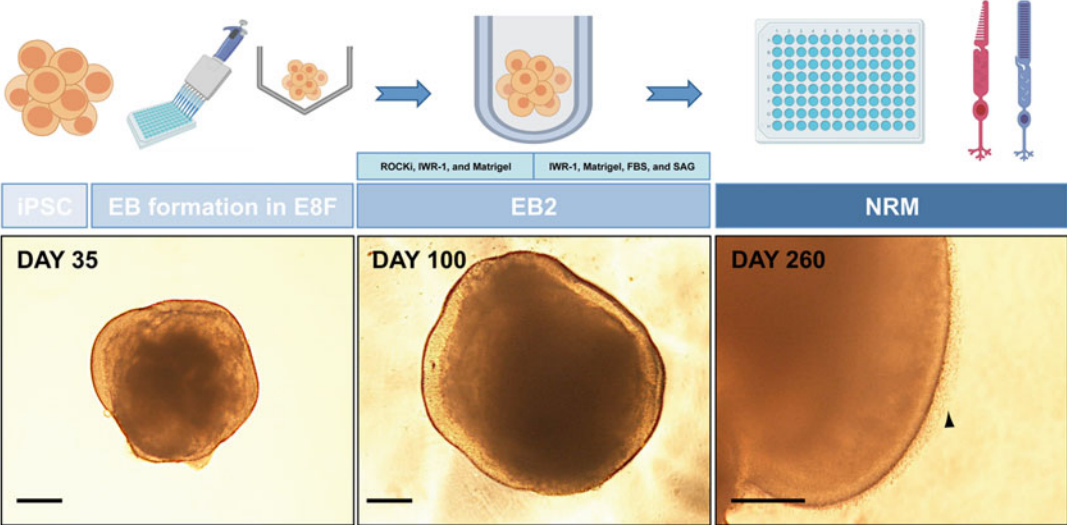 ROCKi, IWR-1, and Matrigel
IWR-1, Matrigel, FBS, and SAG
iPSC
EB formation in E8F
EB2
NRM
DAY 35
DAY 100
DAY 260